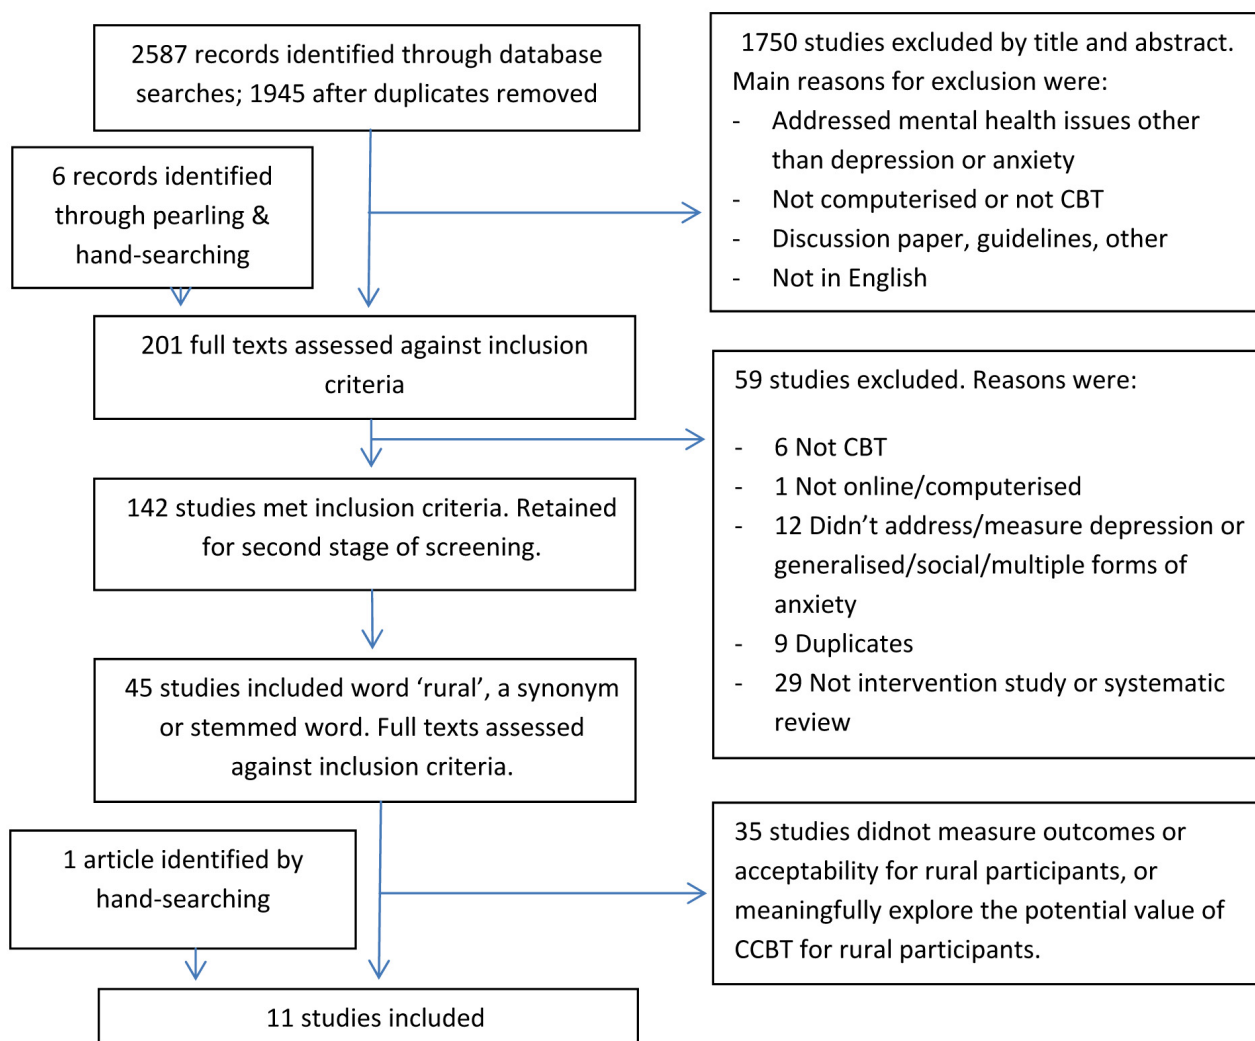 2587 records identified through database
searches; 1945 after duplicates removed
1750 studies excluded by title and abstract.
Main reasons for exclusion were:
- Addressed mental health issues other
than depression or anxiety
- Not computerised or not CBT
- Discussion paper, guidelines, other
- Not in English
6 records identified
through pearling &
hand-searching
201 full texts assessed against inclusion
criteria
59 studies excluded. Reasons were:
- 6 Not CBT
- 1 Not online/computerised
- 12 Didn’t address/measure depression or
generalised/social/multiple forms of
anxiety
- 9 Duplicates
- 29 Not intervention study or systematic
review
142 studies met inclusion criteria. Retained
for second stage of screening.
45 studies included word ‘rural’, a synonym
or stemmed word. Full texts assessed
against inclusion criteria.
1 article identified by
hand-searching
35 studies didnot measure outcomes or
acceptability for rural participants, or
meaningfully explore the potential value of
CCBT for rural participants.
11 studies included